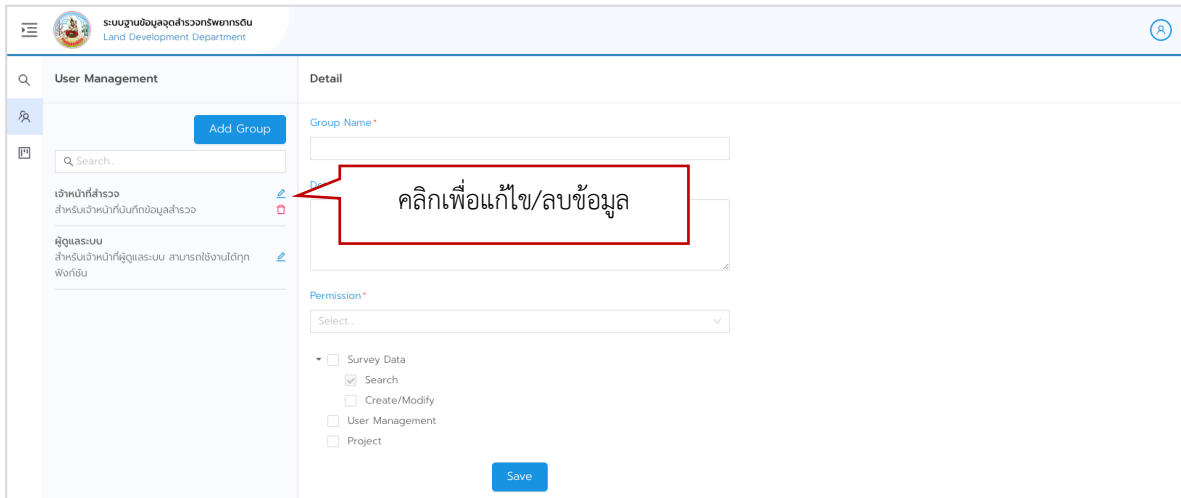 ระบบฐานข้อมูลจุดสำรวจทรัพยากรดิน
Land Development Department
User Management
Detail
Add Group
Search...
เจ้าหน้าที่สำรวจ
สำหรับเจ้าหน้าที่บันทึกข้อมูลสำรวจ
ผู้ดูแลระบบ
สำหรับเจ้าหน้าที่ผู้ดูแลระบบ สามารถใช้งานได้ทุก
ฟังก์ชัน
Group Name*
คลิกเพื่อแก้ไข/ลบข้อมูล
Permission*
Select...
Survey Data
Search
Create/Modify
User Management
Project
Save